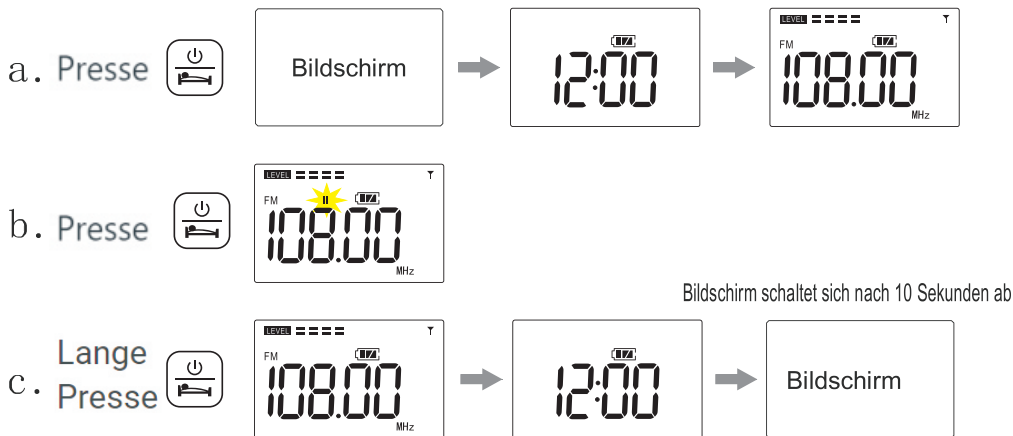 a. Presse
Bildschirm
12:00
LEVEL
FM
108.00
MHz
b. Presse
LEVEL
FM
II
108.00
MHz
Bildschirm schaltet sich nach 10 Sekunden ab
c. Lange
Presse
LEVEL
FM
108.00
MHz
12:00
Bildschirm